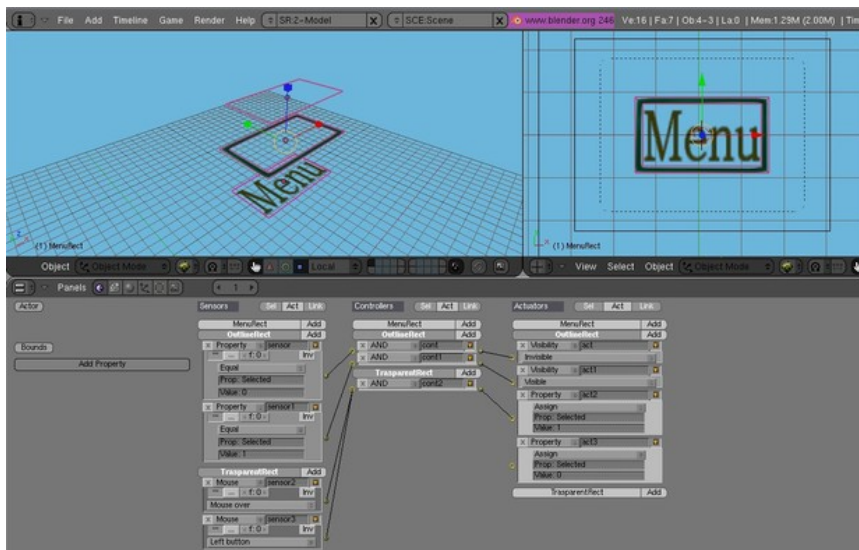 File Add Timeline Game Render Help SR:2-Model X SCE:Scene X www.blender.org 246 Ve:16 | Fa:7 | Ob:4-3 | La:0 | Mem:1.29M (2.00M) | Tim
Menu
(1) MenuRect
Menu
(1) MenuRect
Object Object Mode Local
View Select Object Object Mode
Panels 1
Actor
Bounds
Add Property
Sensors Sel Act Link
MenuRect Add
OutlineRect Add
X Property sensor
f: 0 Inv
Equal
Prop: Selected
Value: 0
X Property sensor1
f: 0 Inv
Equal
Prop: Selected
Value: 1
TrasparentRect Add
X Mouse sensor2
f: 0 Inv
Mouse over
X Mouse sensor3
f: 0 Inv
Left button
Controllers Sel Act Link
MenuRect Add
OutlineRect Add
X AND cont
X AND cont1
TrasparentRect Add
X AND cont2
Actuators Sel Act Link
MenuRect Add
OutlineRect Add
X Visibility act
Invisible
X Visibility act1
Visible
X Property act2
Assign
Prop: Selected
Value: 1
X Property act3
Assign
Prop: Selected
Value: 0
TrasparentRect Add